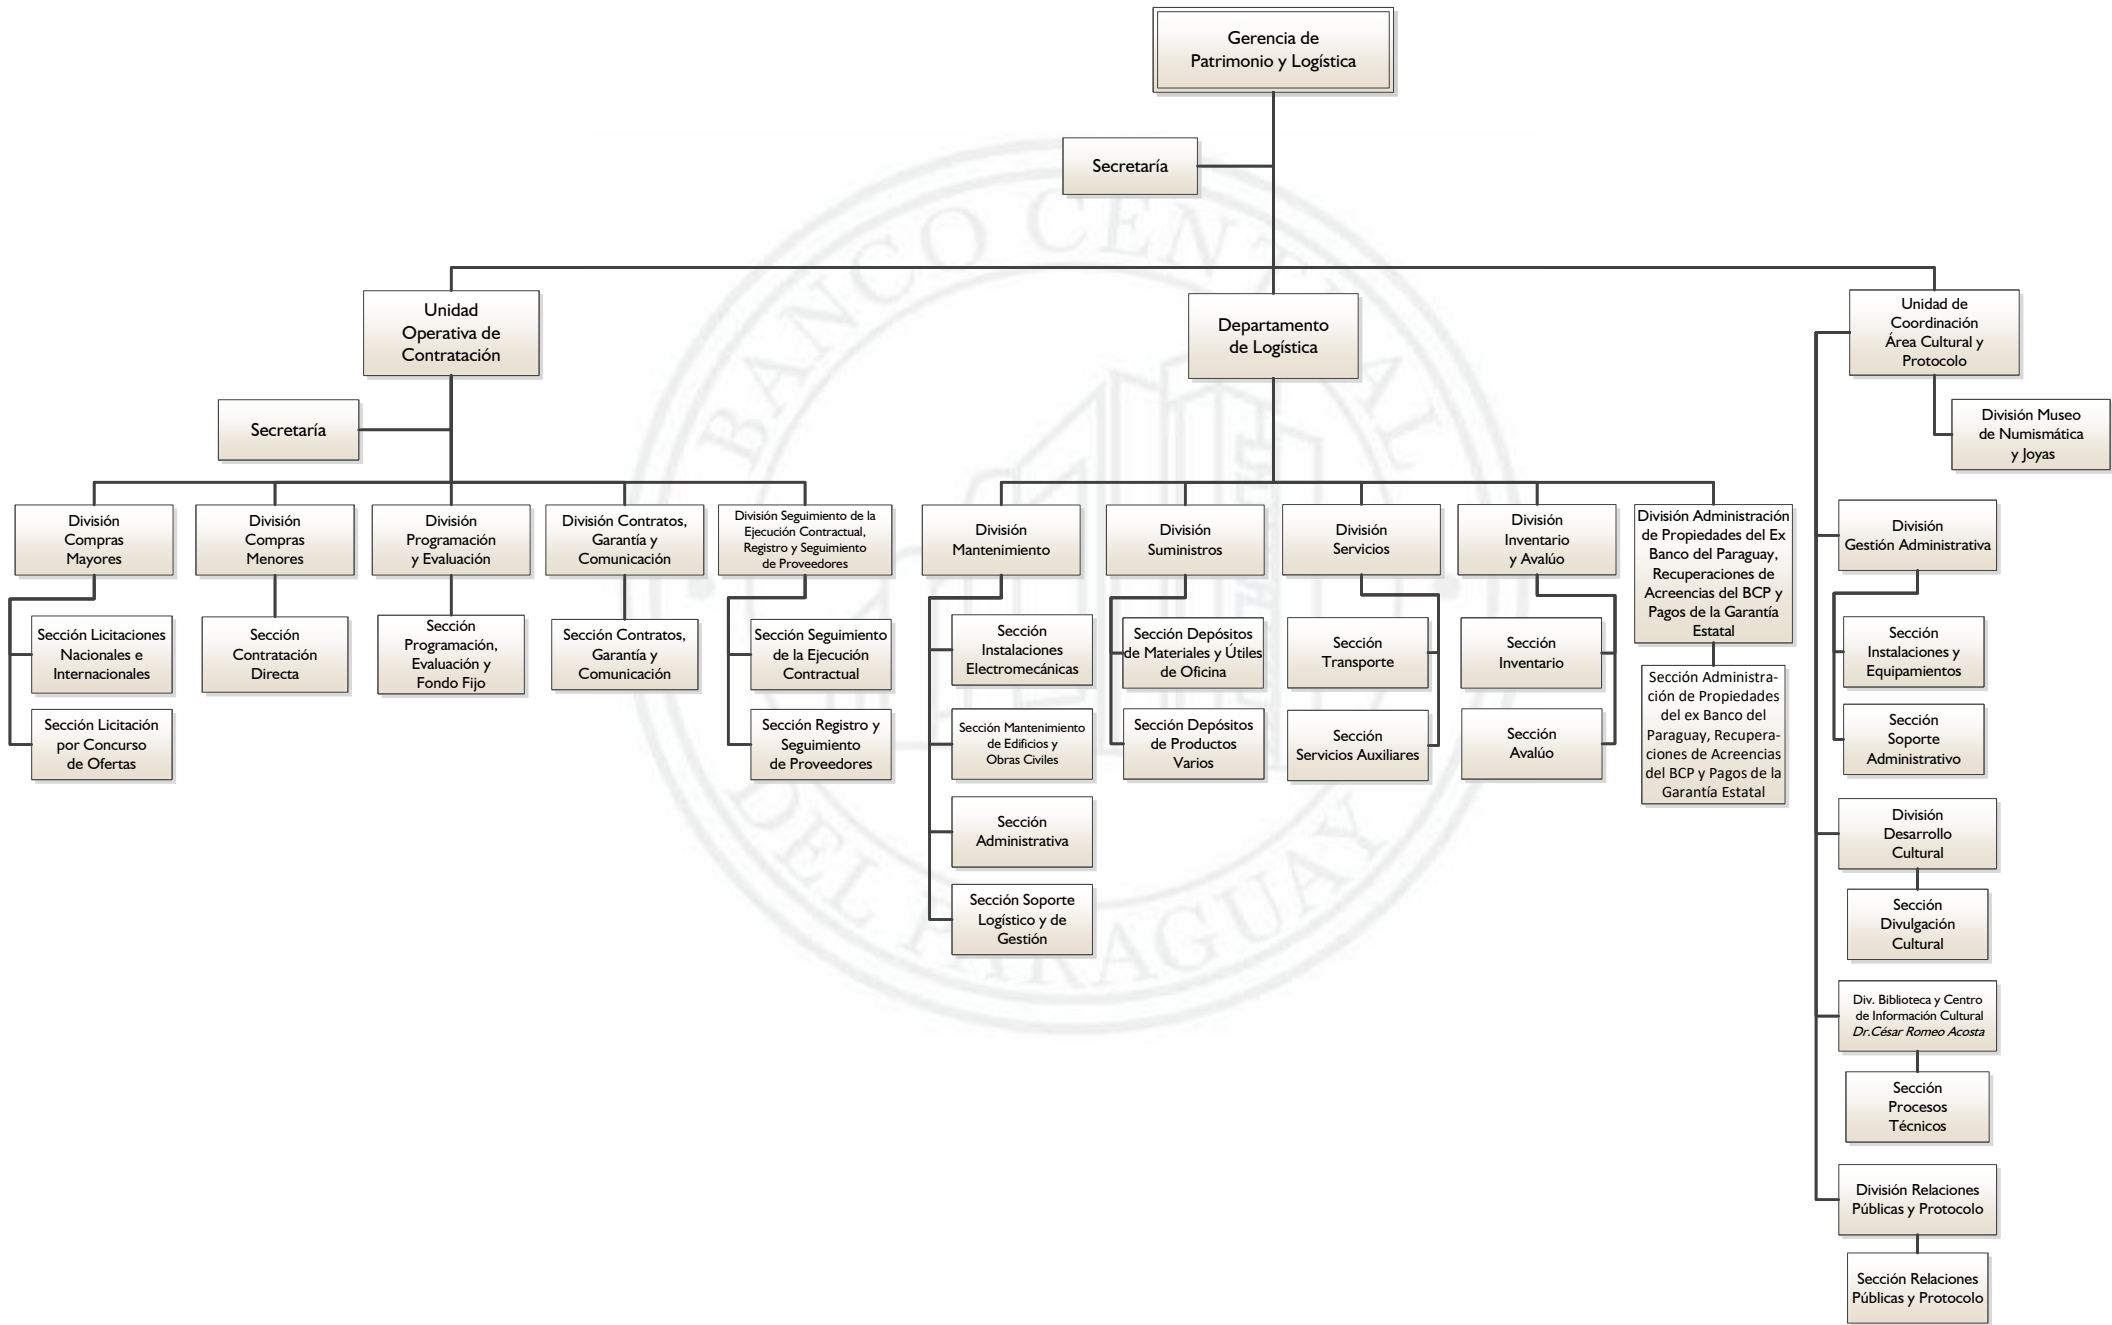 Gerencia de
Patrimonio y Logística
Secretaría
Unidad
Operativa de
Contratación
Secretaría
División
Compras
Mayores
Sección Licitaciones
Nacionales e
Internacionales
Sección Licitación
por Concurso
de Ofertas
División
Compras
Menores
Sección
Contratación
Directa
División
Programación
y Evaluación
Sección
Programación,
Evaluación y
Fondo Fijo
División Contratos,
Garantía y
Comunicación
Sección Contratos,
Garantía y
Comunicación
División Seguimiento de la
Ejecución Contractual,
Registro y Seguimiento
de Proveedores
Sección Seguimiento
de la Ejecución
Contractual
Sección Registro y
Seguimiento
de Proveedores
Departamento
de Logística
División
Mantenimiento
Sección
Instalaciones
Electromecánicas
Sección Mantenimiento
de Edificios y
Obras Civiles
Sección
Administrativa
Sección Soporte
Logístico y de
Gestión
División
Suministros
Sección Depósitos
de Materiales y Útiles
de Oficina
Sección Depósitos
de Productos
Varios
División
Servicios
Sección
Transporte
Sección
Servicios Auxiliares
División
Inventario
y Avalúo
Sección
Inventario
Sección
Avalúo
División Administración
de Propiedades del Ex
Banco del Paraguay,
Recuperaciones de
Acreencias del BCP y
Pagos de la Garantía
Estatal
Sección Administra-
ción de Propiedades
del ex Banco del
Paraguay, Recupera-
ciones de Acreencias
del BCP y Pagos de la
Garantía Estatal
Unidad de
Coordinación
Área Cultural y
Protocolo
División Museo
de Numismática
y Joyas
División
Gestión Administrativa
Sección
Instalaciones y
Equipamientos
Sección
Soporte
Administrativo
División
Desarrollo
Cultural
Sección
Divulgación
Cultural
Div. Biblioteca y Centro
de Información Cultural
Dr.César Romeo Acosta
Sección
Procesos
Técnicos
División Relaciones
Públicas y Protocolo
Sección Relaciones
Públicas y Protocolo
BANCO CENTRAL
DEL PARAGUAY